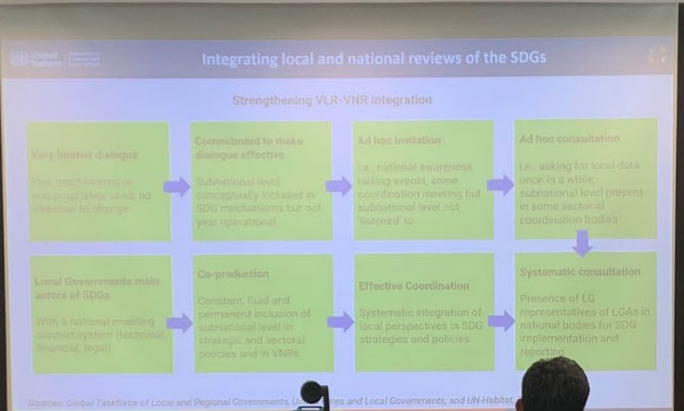 United
Nations
Integrating local and national reviews of the SDGs
Strengthening VLR-VNR integration
Very limited dialogue
Few mechanisms or
inappropriately used, no
intention to change
Commitment to make
dialogue effective
Subnational level
conceptually included in
SDG mechanisms but not
year operational
Ad hoc invitation
i.e., national awareness
raising events, some
coordination meeting but
subnational level not
'listened' to
Ad hoc consultation
i.e., asking for local data
once in a while,
subnational level present
in some sectorial
coordination bodies
Local Governments main
actors of SDGs
With a national enabling
support system (technical,
financial, legal)
Co-production
Constant, fluid and
permanent inclusion of
subnational level in
strategic and sectoral
policies and in VNRs
Effective Coordination
Systematic integration of
local perspectives in SDG
strategies and policies
Systematic consultation
Presence of LG
representatives of LGAs in
national bodies for SDG
implementation and
reporting
Sources: Global Taskforce of Local and Regional Governments, and Local Governments, and UN-Habitat,